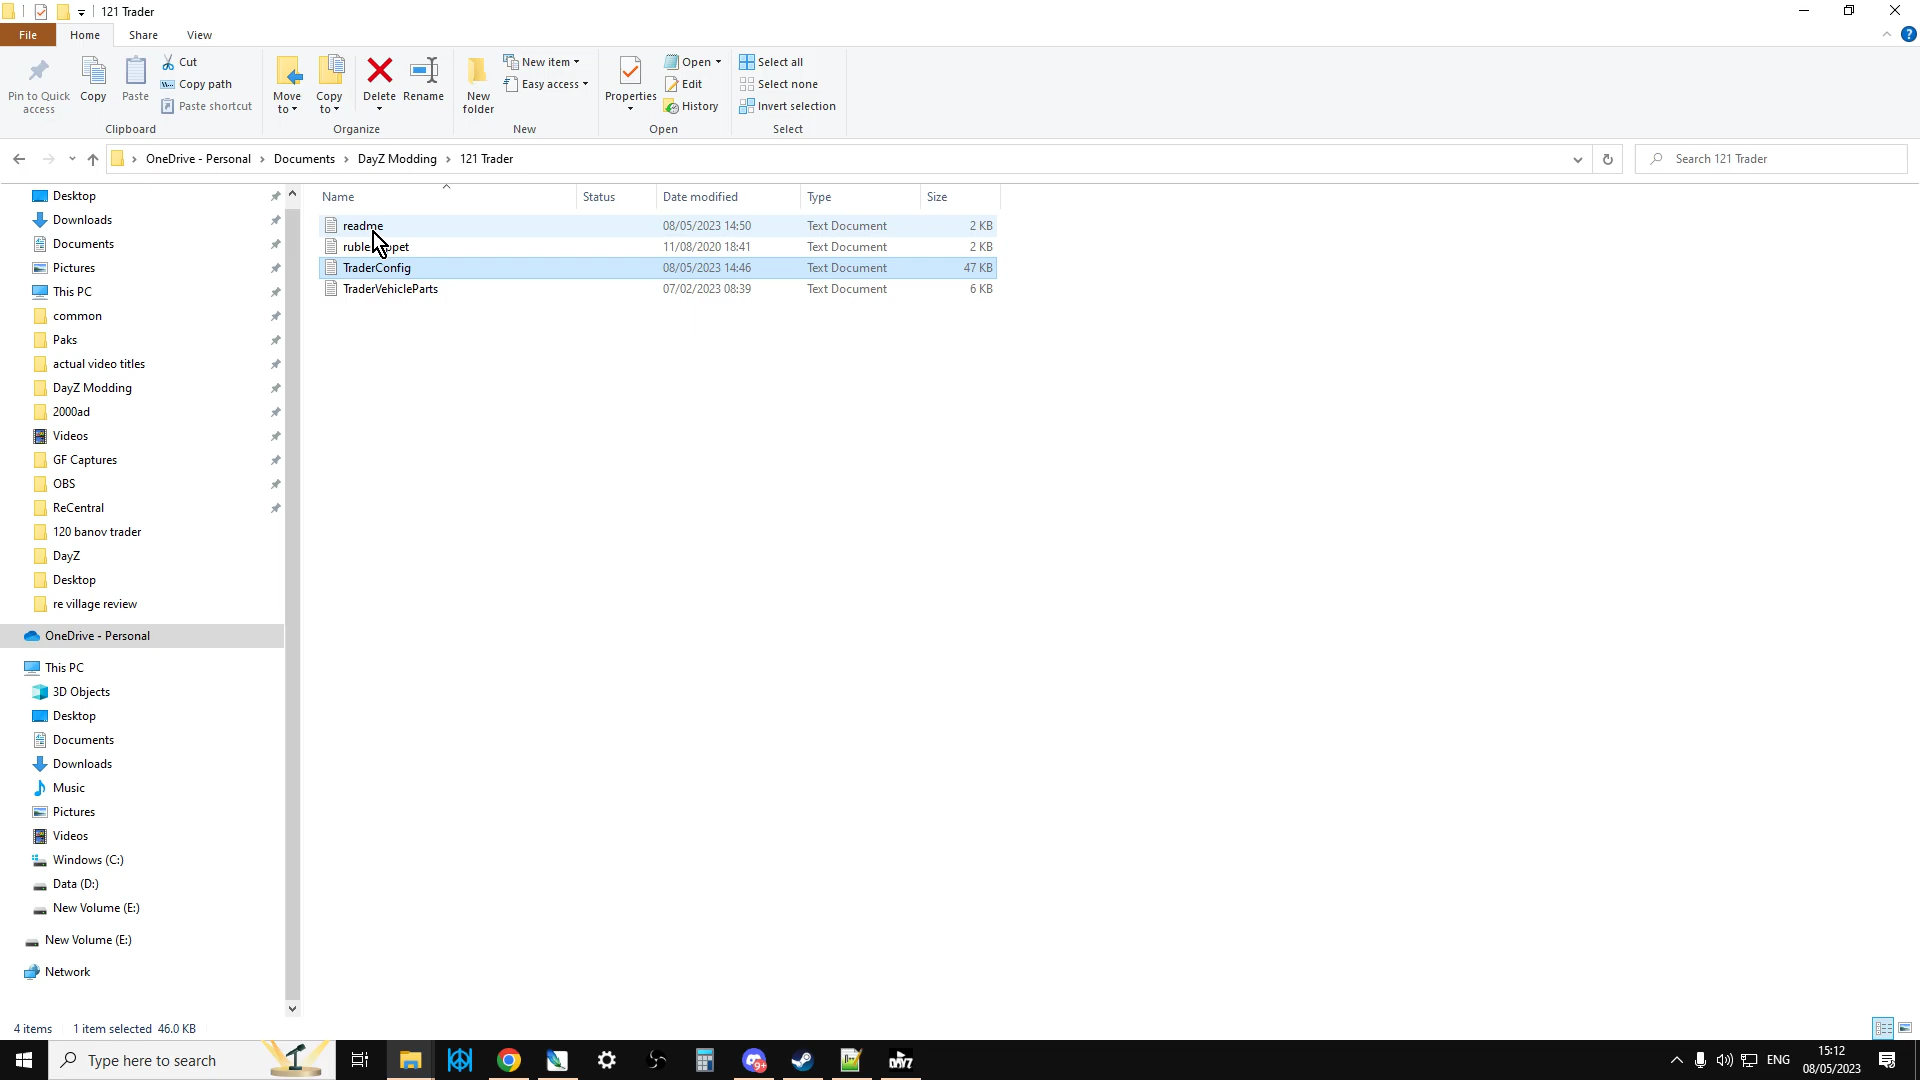 121 Trader
File
Home
Share
View
Pin to Quick access
Copy
Paste
Cut
Copy path
Paste shortcut
Clipboard
Move to
Copy to
Delete
Rename
Organize
New folder
New item
Easy access
New
Properties
Open
Edit
History
Open
Select all
Select none
Invert selection
Select
OneDrive - Personal > Documents > DayZ Modding > 121 Trader
Search 121 Trader
Name Status Date modified Type Size
readme 08/05/2023 14:50 Text Document 2 KB
11/08/2020 18:41 Text Document 2 KB
TraderConfig 08/05/2023 14:46 Text Document 47 KB
TraderVehicleParts 07/02/2023 08:39 Text Document 6 KB
Desktop
Downloads
Documents
Pictures
This PC
common
Paks
actual video titles
DayZ Modding
2000ad
Videos
GF Captures
OBS
ReCentral
120 banov trader
DayZ
Desktop
re village review
OneDrive - Personal
This PC
3D Objects
Desktop
Documents
Downloads
Music
Pictures
Videos
Windows (C:)
Data (D:)
New Volume (E:)
New Volume (E:)
Network
4 items 1 item selected 46.0 KB
Type here to search
DAYZ
ENG
15:12
08/05/2023